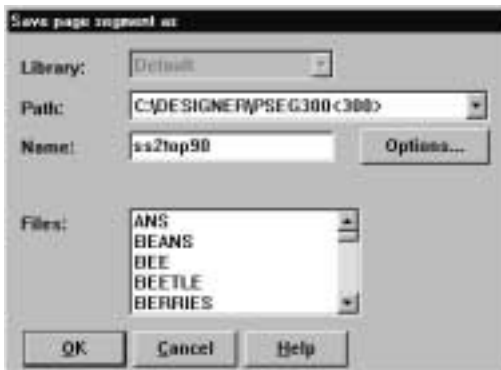 Save page segment as
Library: Default
Path: C:\DESIGNER\PSEG300<300>
Name: ss2top90 Options...
Files: ANS
BEANS
BEE
BEETLE
BERRIES
OK Cancel Help